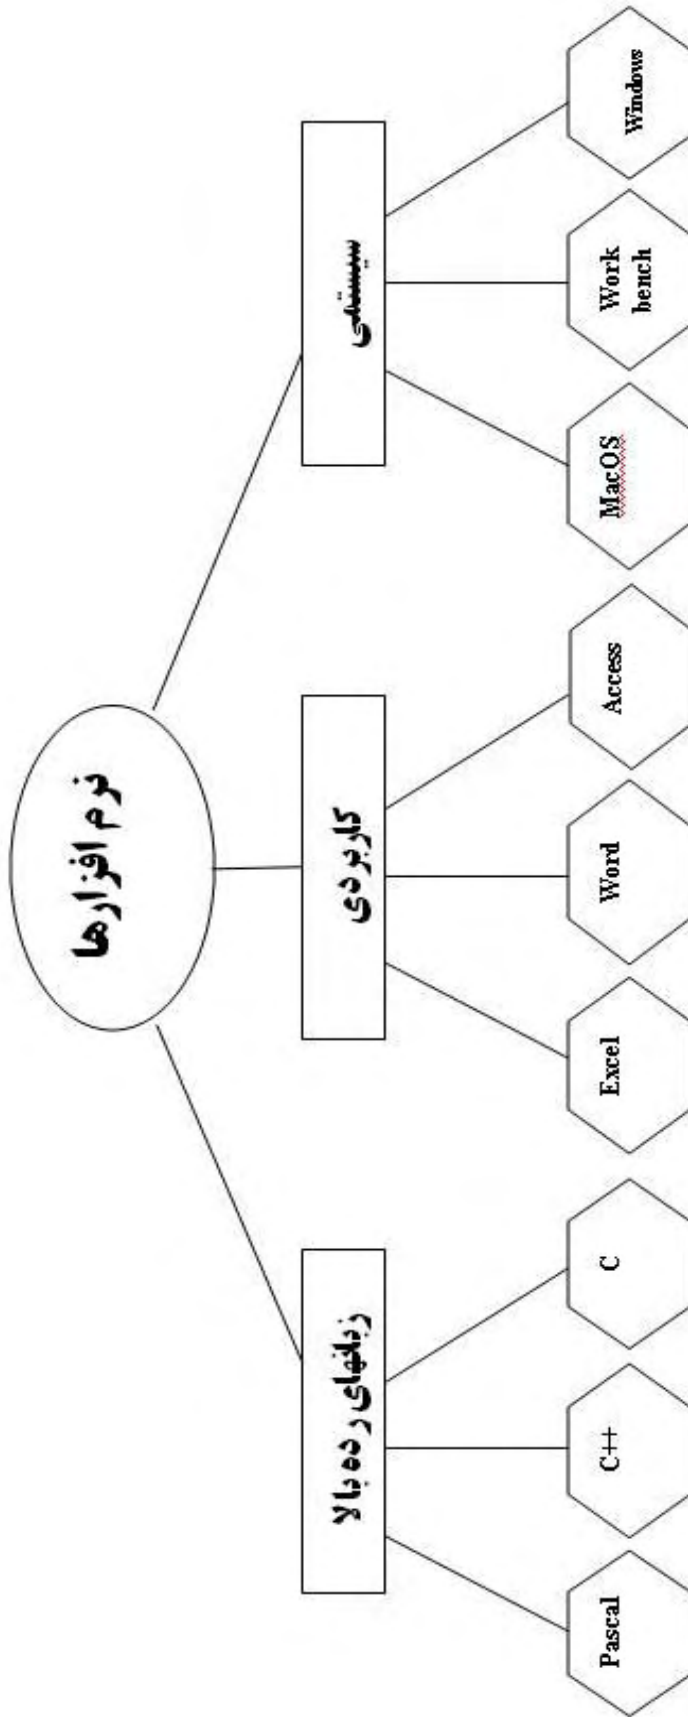 نرم افزارها
سیستمی
کاربردی
زبانهای رده بالا
Windows
Work
bench
MacOS
Access
Word
Excel
C
C++
Pascal